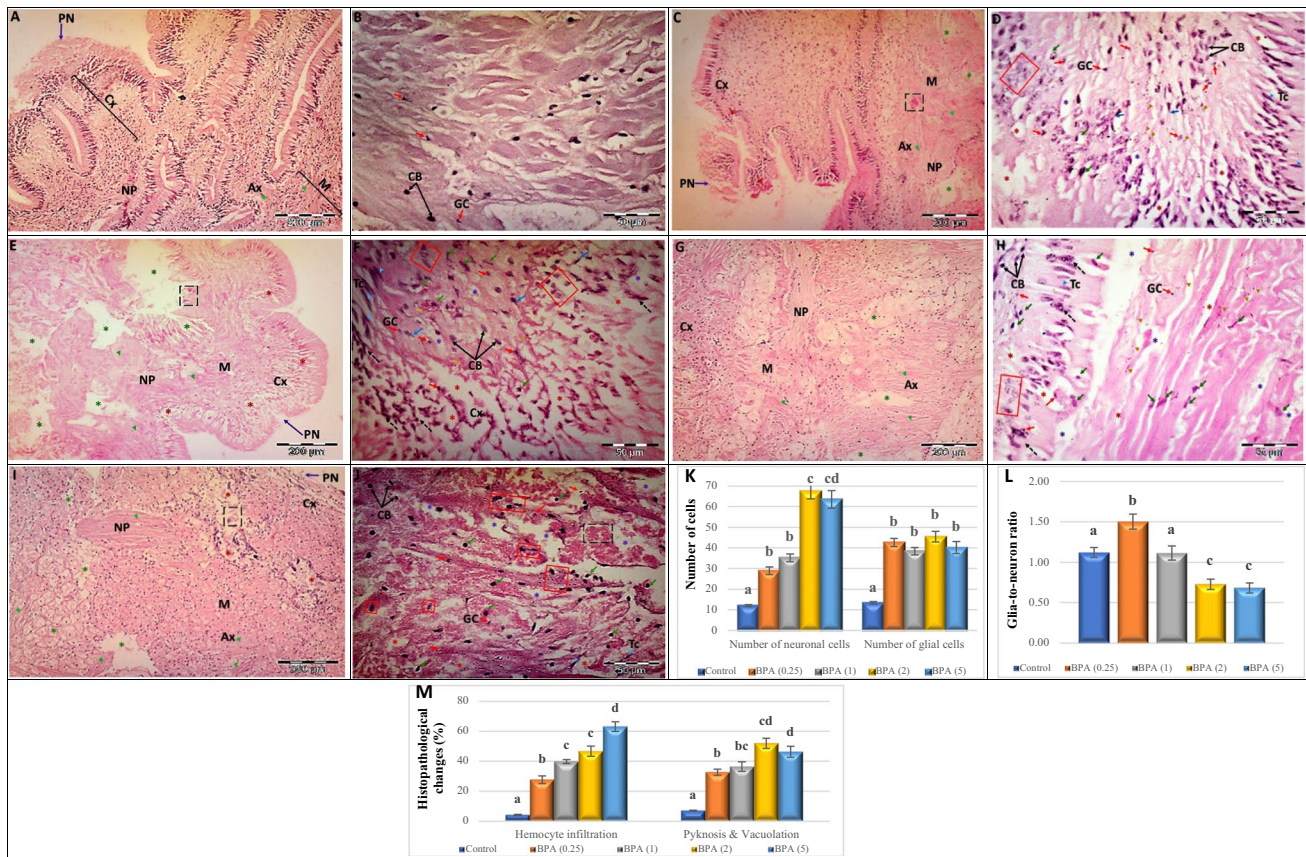 A
PN
Cx
NP
Ax
M
200 µm
B
CB
GC
50 µm
C
Cx
M
Ax
NP
PN
200 µm
D
CB
GC
Tc
50 µm
E
NP
M
Cx
PN
200 µm
F
Tc
GC
CB
Cx
50 µm
G
Cx
NP
M
Ax
200 µm
H
CB
Tc
GC
50 µm
I
PN
Cx
NP
M
Ax
200 µm
J
CB
GC
Tc
50 µm
K
Number of cells
70
60
50
40
30
20
10
0
a
b
b
c
cd
a
b
b
b
b
Number of neuronal cells
Number of glial cells
Control BPA (0.25) BPA (1) BPA (2) BPA (5)
L
Glia-to-neuron ratio
2.00
1.50
1.00
0.50
0.00
a
b
a
c
c
Control BPA (0.25) BPA (1) BPA (2) BPA (5)
M
Histopathological
changes (%)
80
60
40
20
0
a
b
c
c
d
a
b
bc
cd
d
Hemocyte infiltration
Pyknosis & Vacuolation
Control BPA (0.25) BPA (1) BPA (2) BPA (5)